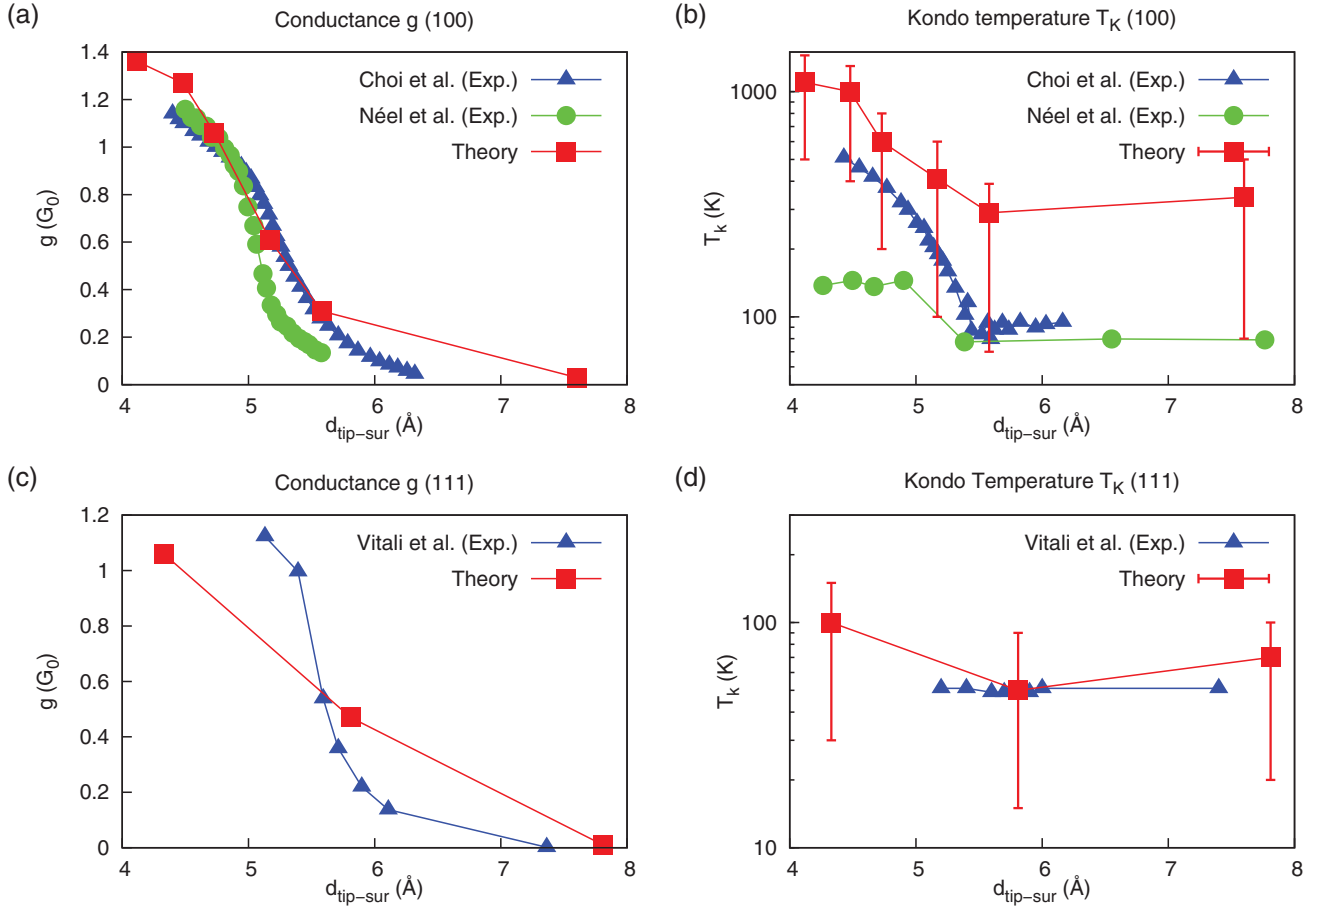 (a)
Conductance g (100)
1.4
1.2
1
0.8
0.6
0.4
0.2
0
g (G0)
Choi et al. (Exp.)
Néel et al. (Exp.)
Theory
4 5 6 7 8
dtip−sur (Å)
(b)
Kondo temperature TK (100)
1000
100
Tk (K)
Choi et al. (Exp.)
Néel et al. (Exp.)
Theory
4 5 6 7 8
dtip−sur (Å)
(c)
Conductance g (111)
1.2
1
0.8
0.6
0.4
0.2
0
g (G0)
Vitali et al. (Exp.)
Theory
4 5 6 7 8
dtip−sur (Å)
(d)
Kondo Temperature TK (111)
100
10
Tk (K)
Vitali et al. (Exp.)
Theory
4 5 6 7 8
dtip−sur (Å)